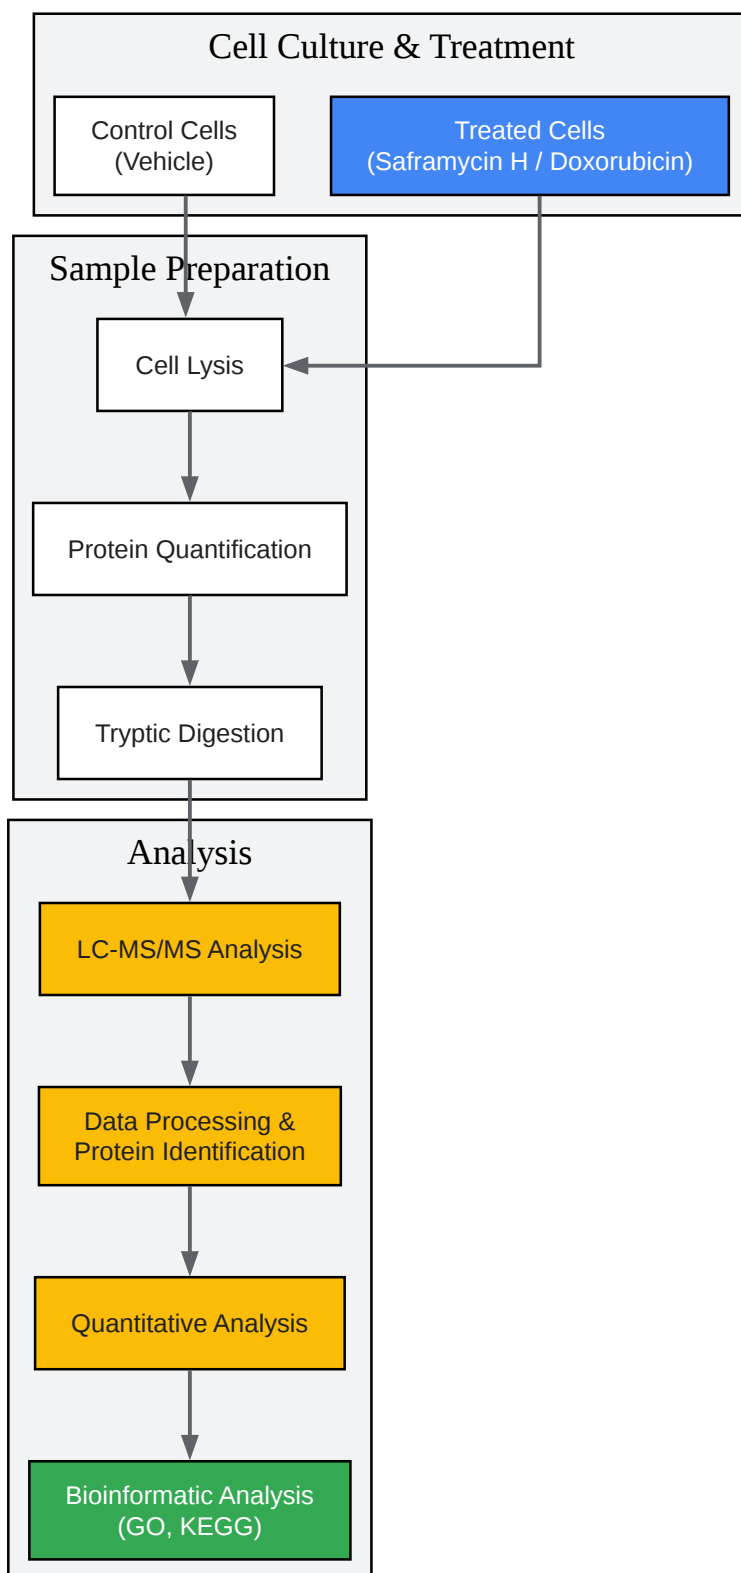 Cell Culture & Treatment
Control Cells
(Vehicle)
Treated Cells
(Saframycin H / Doxorubicin)
Sample Preparation
Cell Lysis
Protein Quantification
Tryptic Digestion
Analysis
LC-MS/MS Analysis
Data Processing &
Protein Identification
Quantitative Analysis
Bioinformatic Analysis
(GO, KEGG)